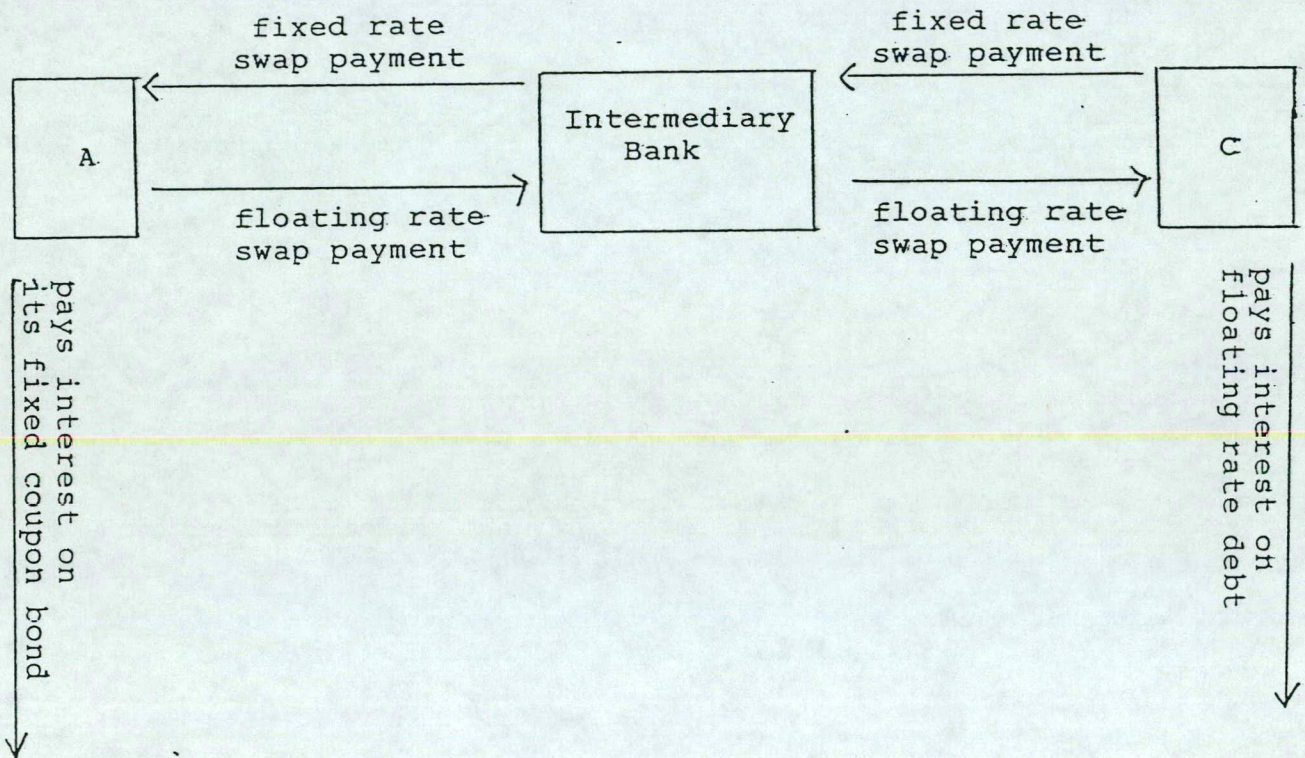 fixed rate
swap payment
fixed rate
swap payment
A
Intermediary
Bank
C
floating rate
swap payment
floating rate
swap payment
pays interest on
its fixed coupon bond
pays interest on
floating rate debt